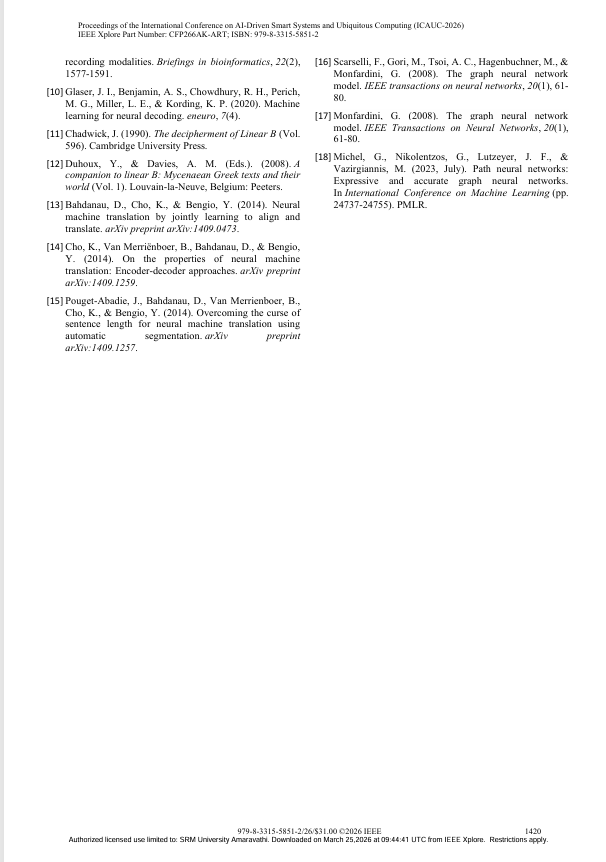 Proceedings of the International Conference on AI-Driven Smart Systems and Ubiquitous Computing (ICAUC-2026)
IEEE Xplore Part Number: CFP266AK-ART; ISBN: 979-8-3315-5851-2
recording modalities. Briefings in bioinformatics, 22(2),
1577-1591.
[10] Glaser, J. I., Benjamin, A. S., Chowdhury, R. H., Perich,
M. G., Miller, L. E., & Kording, K. P. (2020). Machine
learning for neural decoding. eneuro, 7(4).
[11] Chadwick, J. (1990). The decipherment of Linear B (Vol.
596). Cambridge University Press.
[12] Duhoux, Y., & Davies, A. M. (Eds.). (2008). A
companion to linear B: Mycenaean Greek texts and their
world (Vol. 1). Louvain-la-Neuve, Belgium: Peeters.
[13] Bahdanau, D., Cho, K., & Bengio, Y. (2014). Neural
machine translation by jointly learning to align and
translate. arXiv preprint arXiv:1409.0473.
[14] Cho, K., Van Merriënboer, B., Bahdanau, D., & Bengio,
Y. (2014). On the properties of neural machine
translation: Encoder-decoder approaches. arXiv preprint
arXiv:1409.1259.
[15] Pouget-Abadie, J., Bahdanau, D., Van Merrienboer, B.,
Cho, K., & Bengio, Y. (2014). Overcoming the curse of
sentence length for neural machine translation using
automatic segmentation. arXiv preprint
arXiv:1409.1257.
[16] Scarselli, F., Gori, M., Tsoi, A. C., Hagenbuchner, M., &
Monfardini, G. (2008). The graph neural network
model. IEEE transactions on neural networks, 20(1), 61-
80.
[17] Monfardini, G. (2008). The graph neural network
model. IEEE Transactions on Neural Networks, 20(1),
61-80.
[18] Michel, G., Nikolentzos, G., Lutzeyer, J. F., &
Vazirgiannis, M. (2023, July). Path neural networks:
Expressive and accurate graph neural networks.
In International Conference on Machine Learning (pp.
24737-24755). PMLR.
979-8-3315-5851-2/26/$31.00 ©2026 IEEE 1420
Authorized licensed use limited to: SRM University Amaravathi. Downloaded on March 25,2026 at 09:44:41 UTC from IEEE Xplore. Restrictions apply.